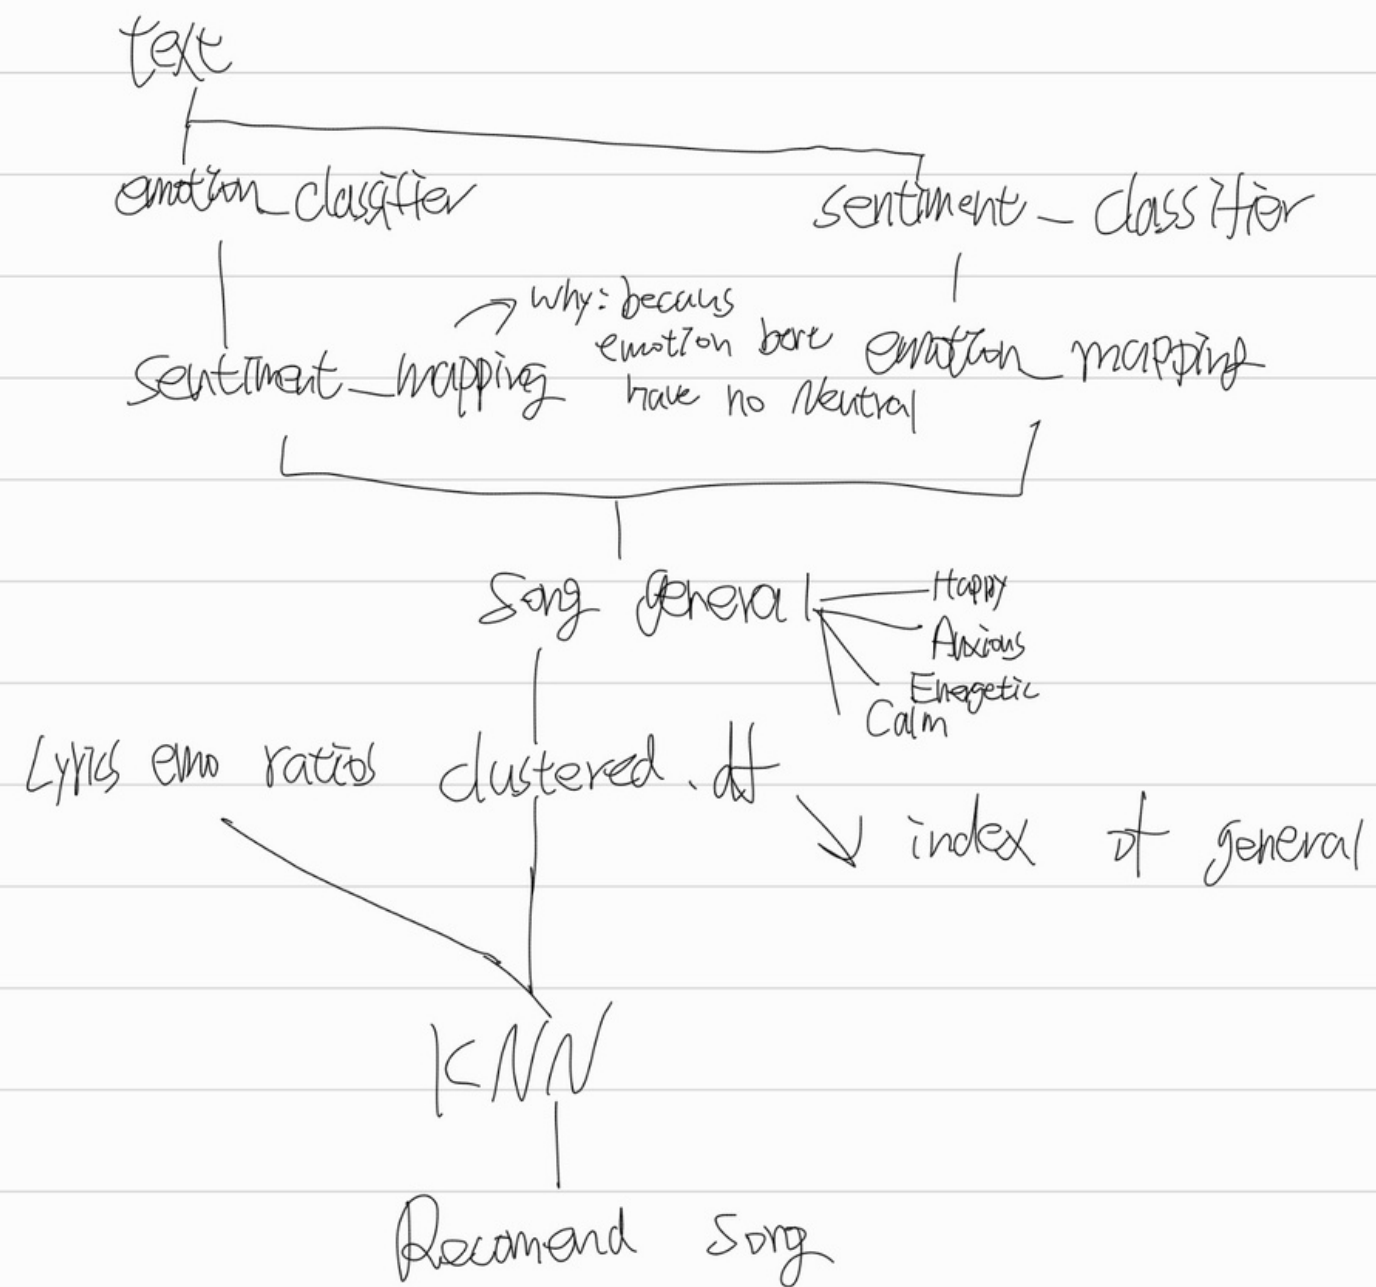 text
emotion_classifier
sentiment_classifier
why: becaus
emotion bert
have no Neutral
sentiment_mapping
emotion_mapping
Song general
Happy
Anxious
Energetic
Calm
Lyrics emo ratios
clustered.df
index of general
KNN
Recomend Song